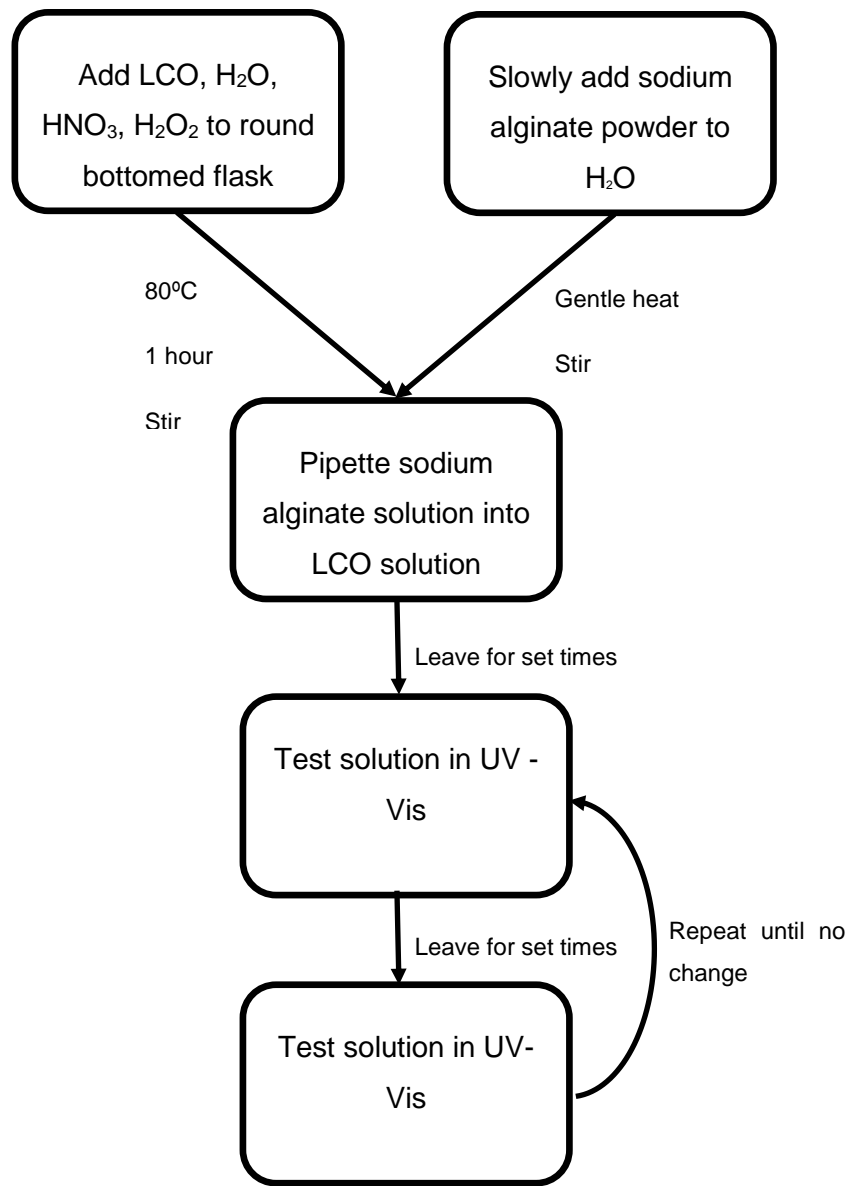 Add LCO, H₂O,
HNO₃, H₂O₂ to round
bottomed flask
Slowly add sodium
alginate powder to
H₂O
80ºC
1 hour
Stir
Gentle heat
Stir
Pipette sodium
alginate solution into
LCO solution
Leave for set times
Test solution in UV -
Vis
Leave for set times
Repeat until no
change
Test solution in UV-
Vis